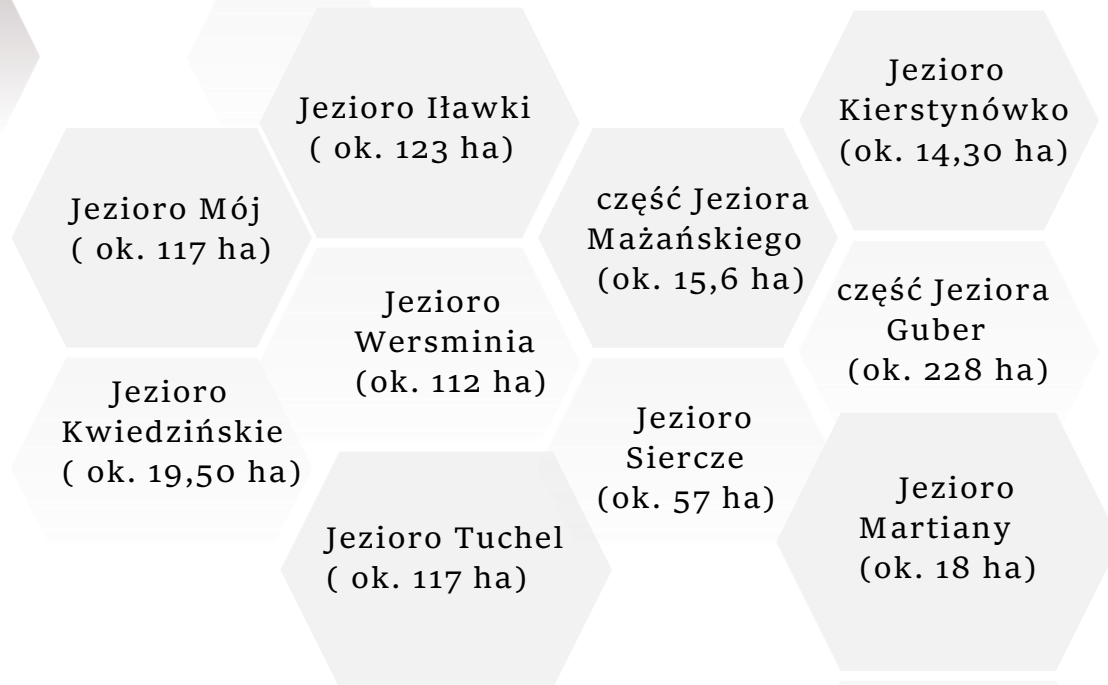 Jezioro Mój
( ok. 117 ha)
Jezioro
Kwiedzińskie
( ok. 19,50 ha)
Jezioro Iławki
( ok. 123 ha)
Jezioro
Wersminia
(ok. 112 ha)
Jezioro Tuchel
( ok. 117 ha)
część Jeziora
Mażańskiego
(ok. 15,6 ha)
Jezioro
Siercze
(ok. 57 ha)
Jezioro
Kierstynówko
(ok. 14,30 ha)
część Jeziora
Guber
(ok. 228 ha)
Jezioro
Martiany
(ok. 18 ha)